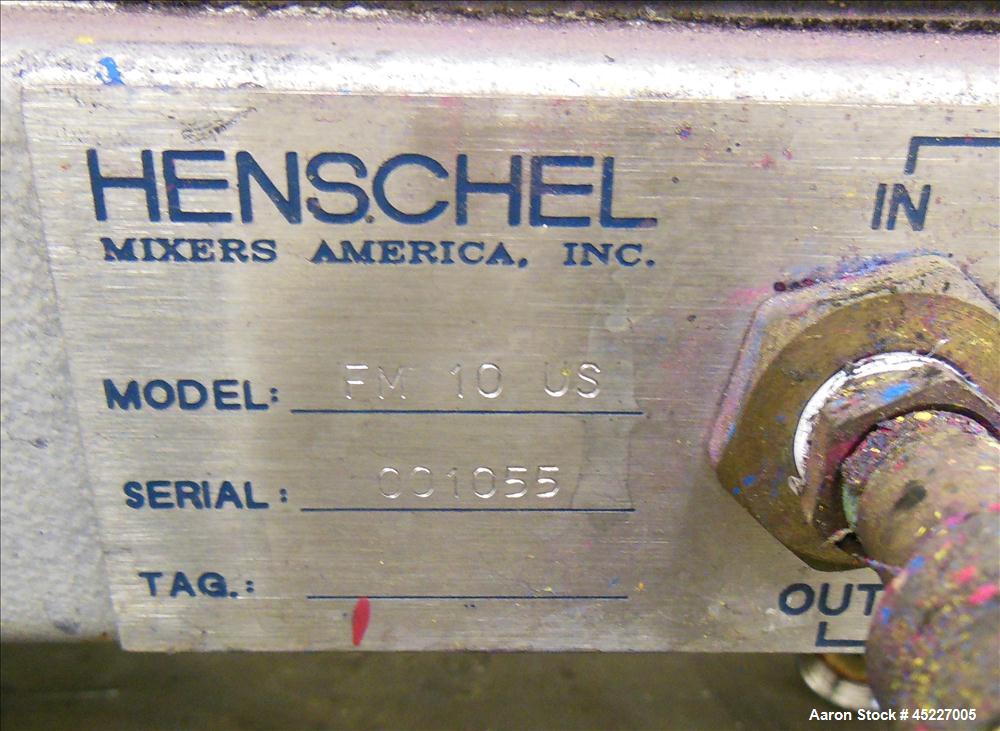 HENSCHEL
MIXERS AMERICA, INC.
IN
MODEL: FM 10 US
SERIAL: 001055
TAG.:
OUT
Aaron Stock # 45227005